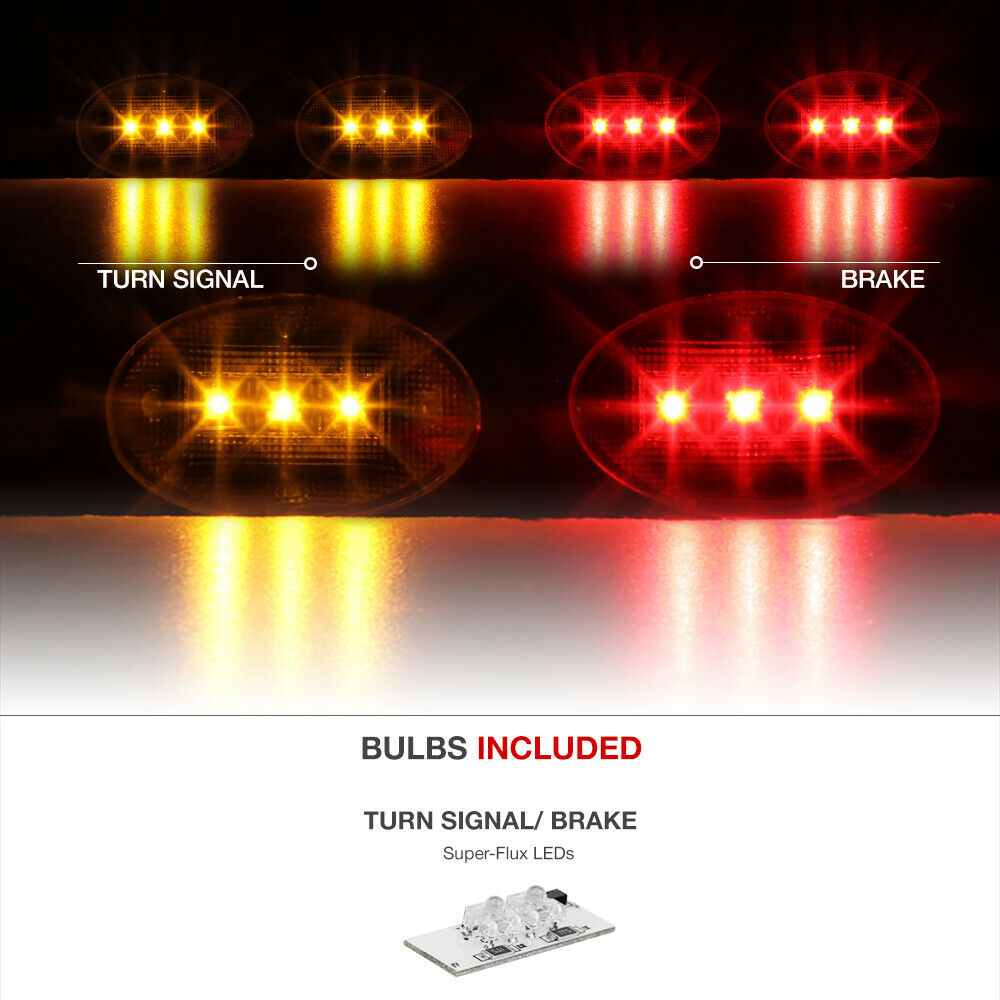 TURN SIGNAL
BRAKE
BULBS INCLUDED
TURN SIGNAL/ BRAKE
Super-Flux LEDs